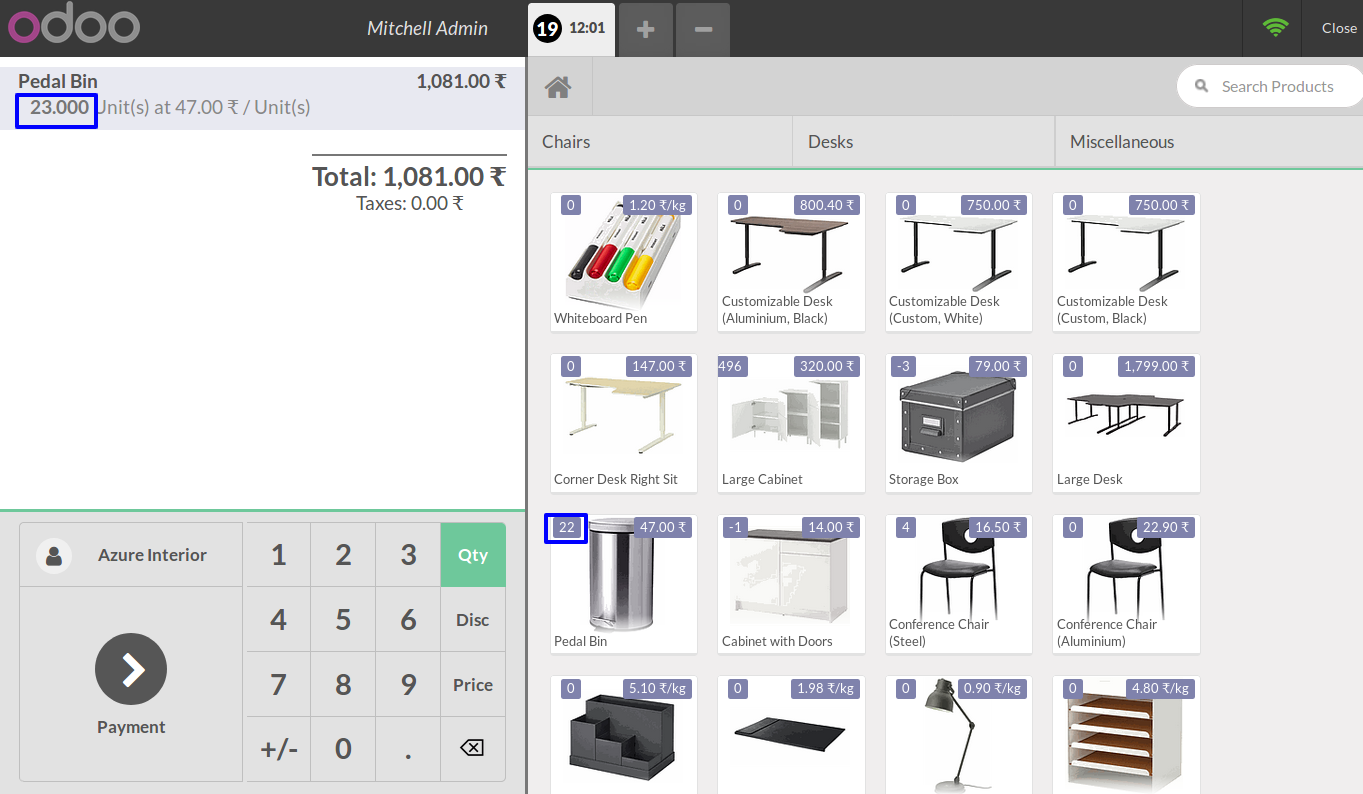 odoo
Mitchell Admin
19 12:01
Close
Pedal Bin 1,081.00 ₹
23.000 Unit(s) at 47.00 ₹ / Unit(s)
Total: 1,081.00 ₹
Taxes: 0.00 ₹
Search Products
Chairs Desks Miscellaneous
0 1.20 ₹/kg
Whiteboard Pen
0 800.40 ₹
Customizable Desk
(Aluminium, Black)
0 750.00 ₹
Customizable Desk
(Custom, White)
0 750.00 ₹
Customizable Desk
(Custom, Black)
0 147.00 ₹
Corner Desk Right Sit
496 320.00 ₹
Large Cabinet
-3 79.00 ₹
Storage Box
0 1,799.00 ₹
Large Desk
22 47.00 ₹
Pedal Bin
-1 14.00 ₹
Cabinet with Doors
4 16.50 ₹
Conference Chair
(Steel)
0 22.90 ₹
Conference Chair
(Aluminium)
0 5.10 ₹/kg
0 1.98 ₹/kg
0 0.90 ₹/kg
0 4.80 ₹/kg
Azure Interior
Payment
1 2 3 Qty
4 5 6 Disc
7 8 9 Price
+/- 0 .